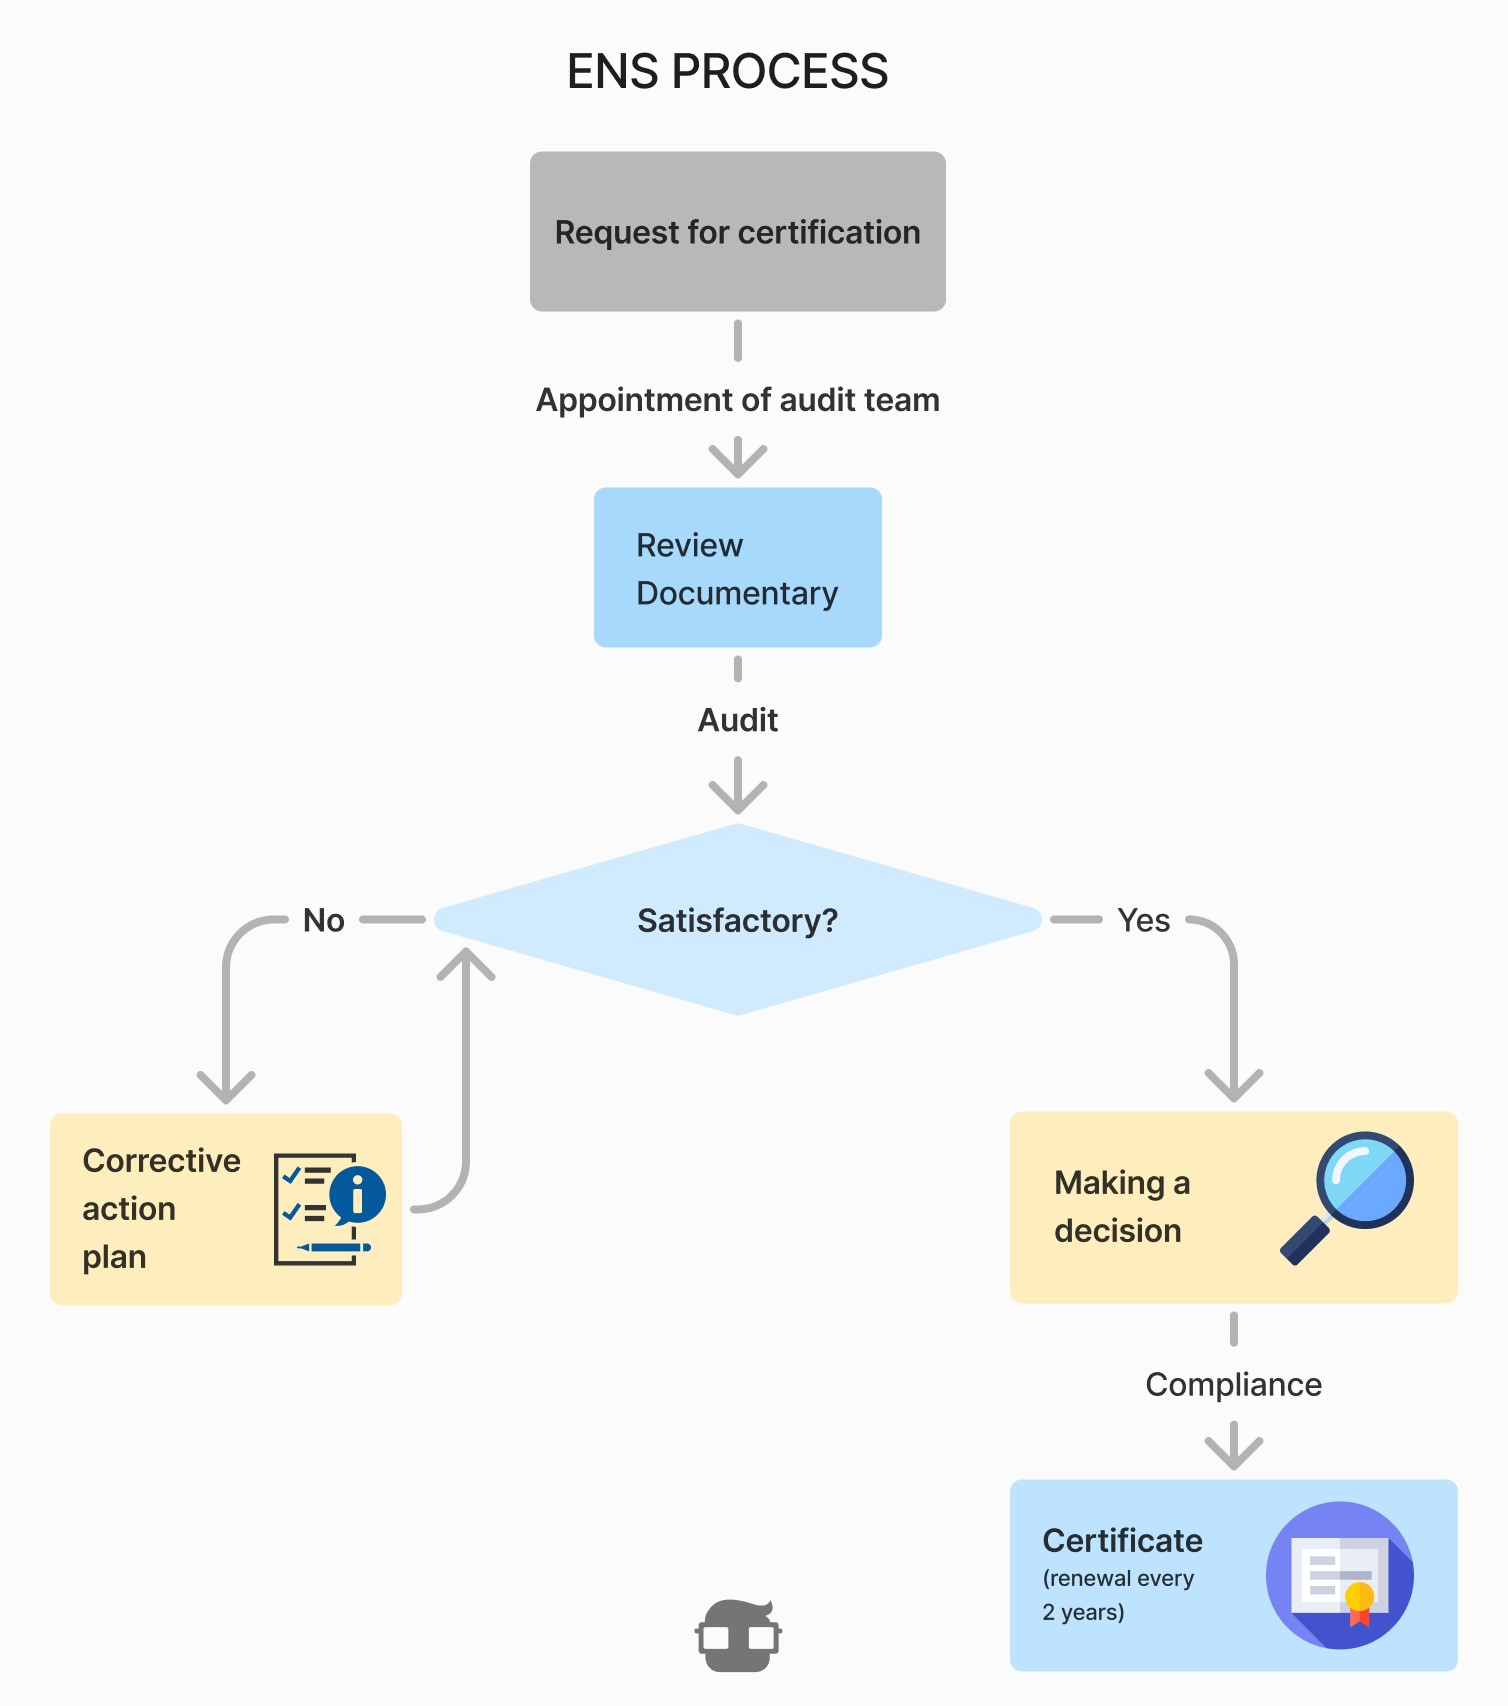 ENS PROCESS
Request for certification
Appointment of audit team
Review
Documentary
Audit
Satisfactory?
No
Yes
Corrective
action
plan
Making a
decision
Compliance
Certificate
(renewal every
2 years)